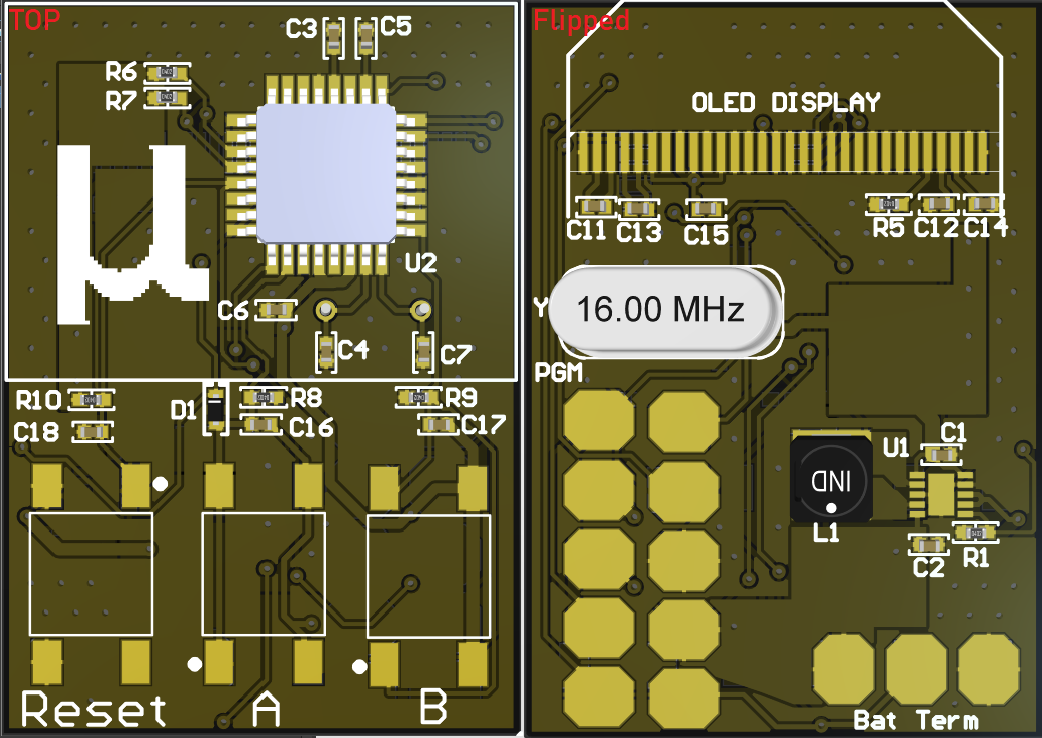 TOP
C3
C5
R6
R7
µ
U2
C6
C4
C7
R10
D1
R8
R9
C18
C16
C17
Reset
A
B
Flipped
OLED DISPLAY
C11
C13
C15
R5
C12
C14
Y
16.00 MHz
PGM
C1
U1
IND
L1
C2
R1
Bat Term